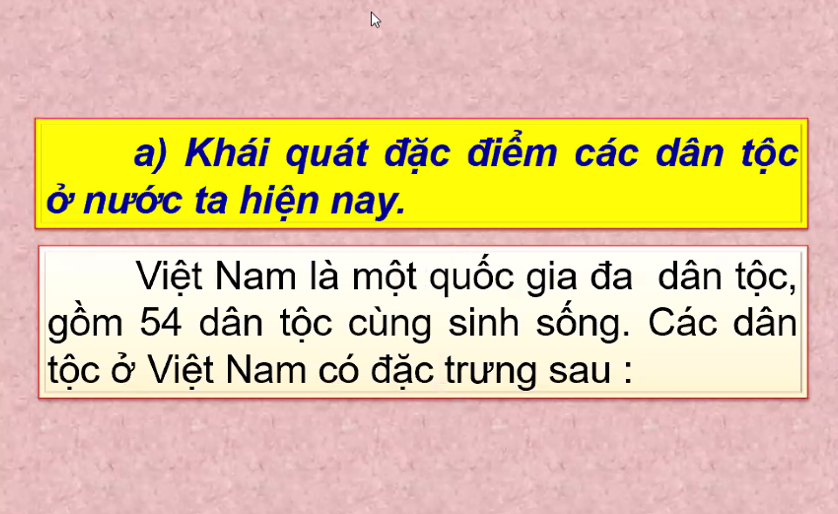 a) Khái quát đặc điểm các dân tộc
ở nước ta hiện nay.
Việt Nam là một quốc gia đa dân tộc,
gồm 54 dân tộc cùng sinh sống. Các dân
tộc ở Việt Nam có đặc trưng sau :